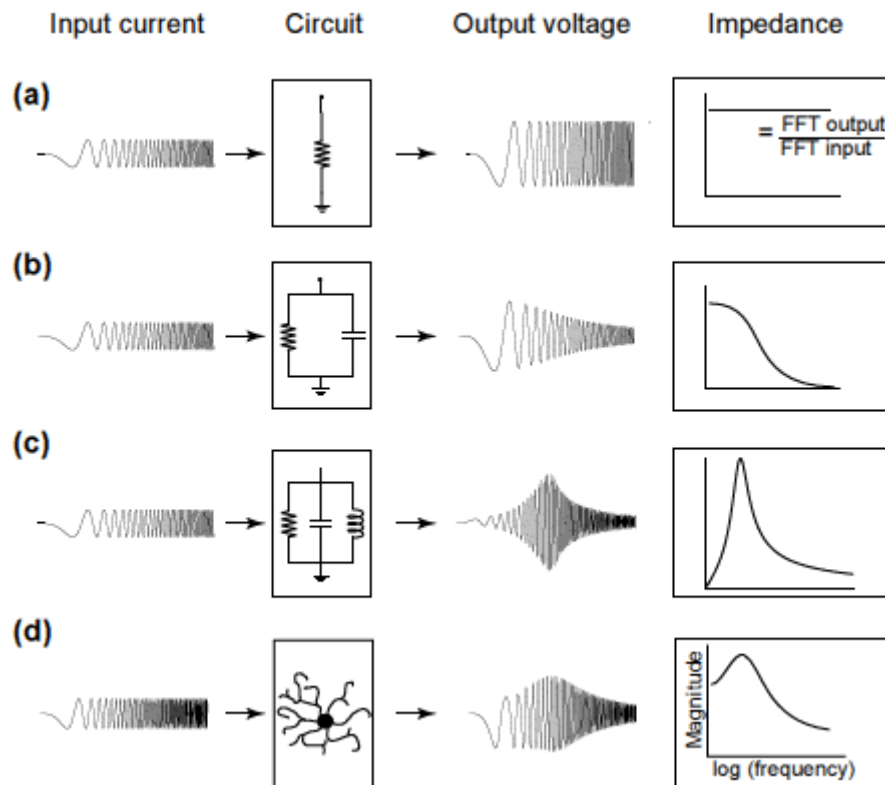 Input current Circuit Output voltage Impedance
(a)
= FFT output
FFT input
(b)
(c)
(d)
Magnitude
log (frequency)